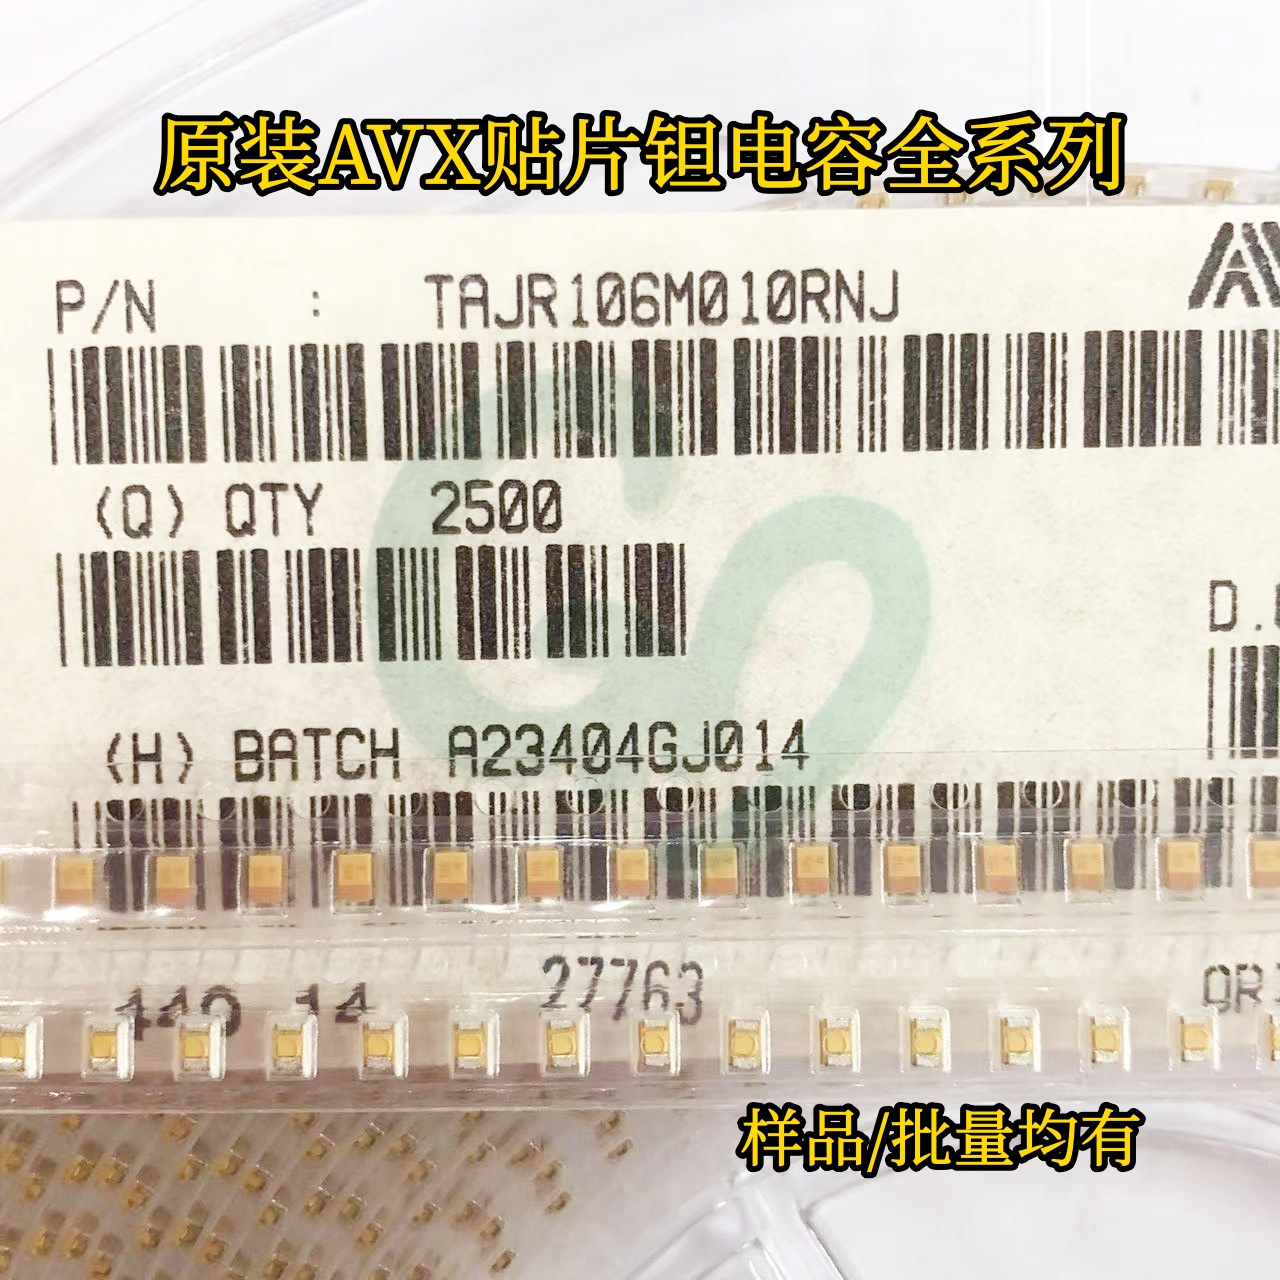 原装AVX贴片钽电容全系列
P/N : TAJR106M010RNJ
(Q) QTY 2500
(H) BATCH A23404GJ014
27763
样品/批量均有